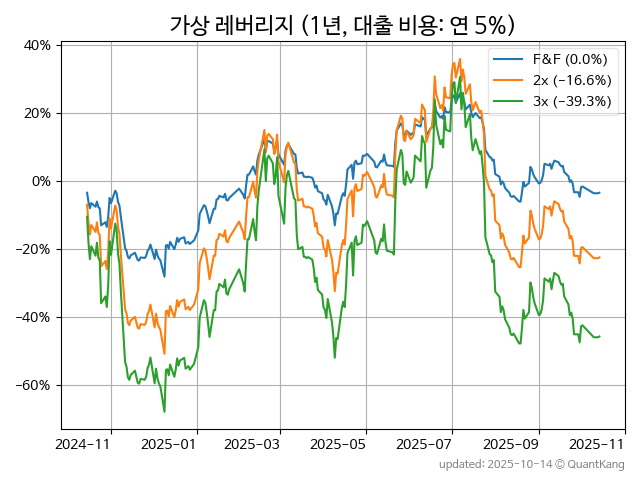 가상 레버리지 (1년, 대출 비용: 연 5%)
F&F (0.0%)
2x (−16.6%)
3x (−39.3%)
40%
20%
0%
−20%
−40%
−60%
2024-11 2025-01 2025-03 2025-05 2025-07 2025-09 2025-11
updated: 2025-10-14 © QuantKang